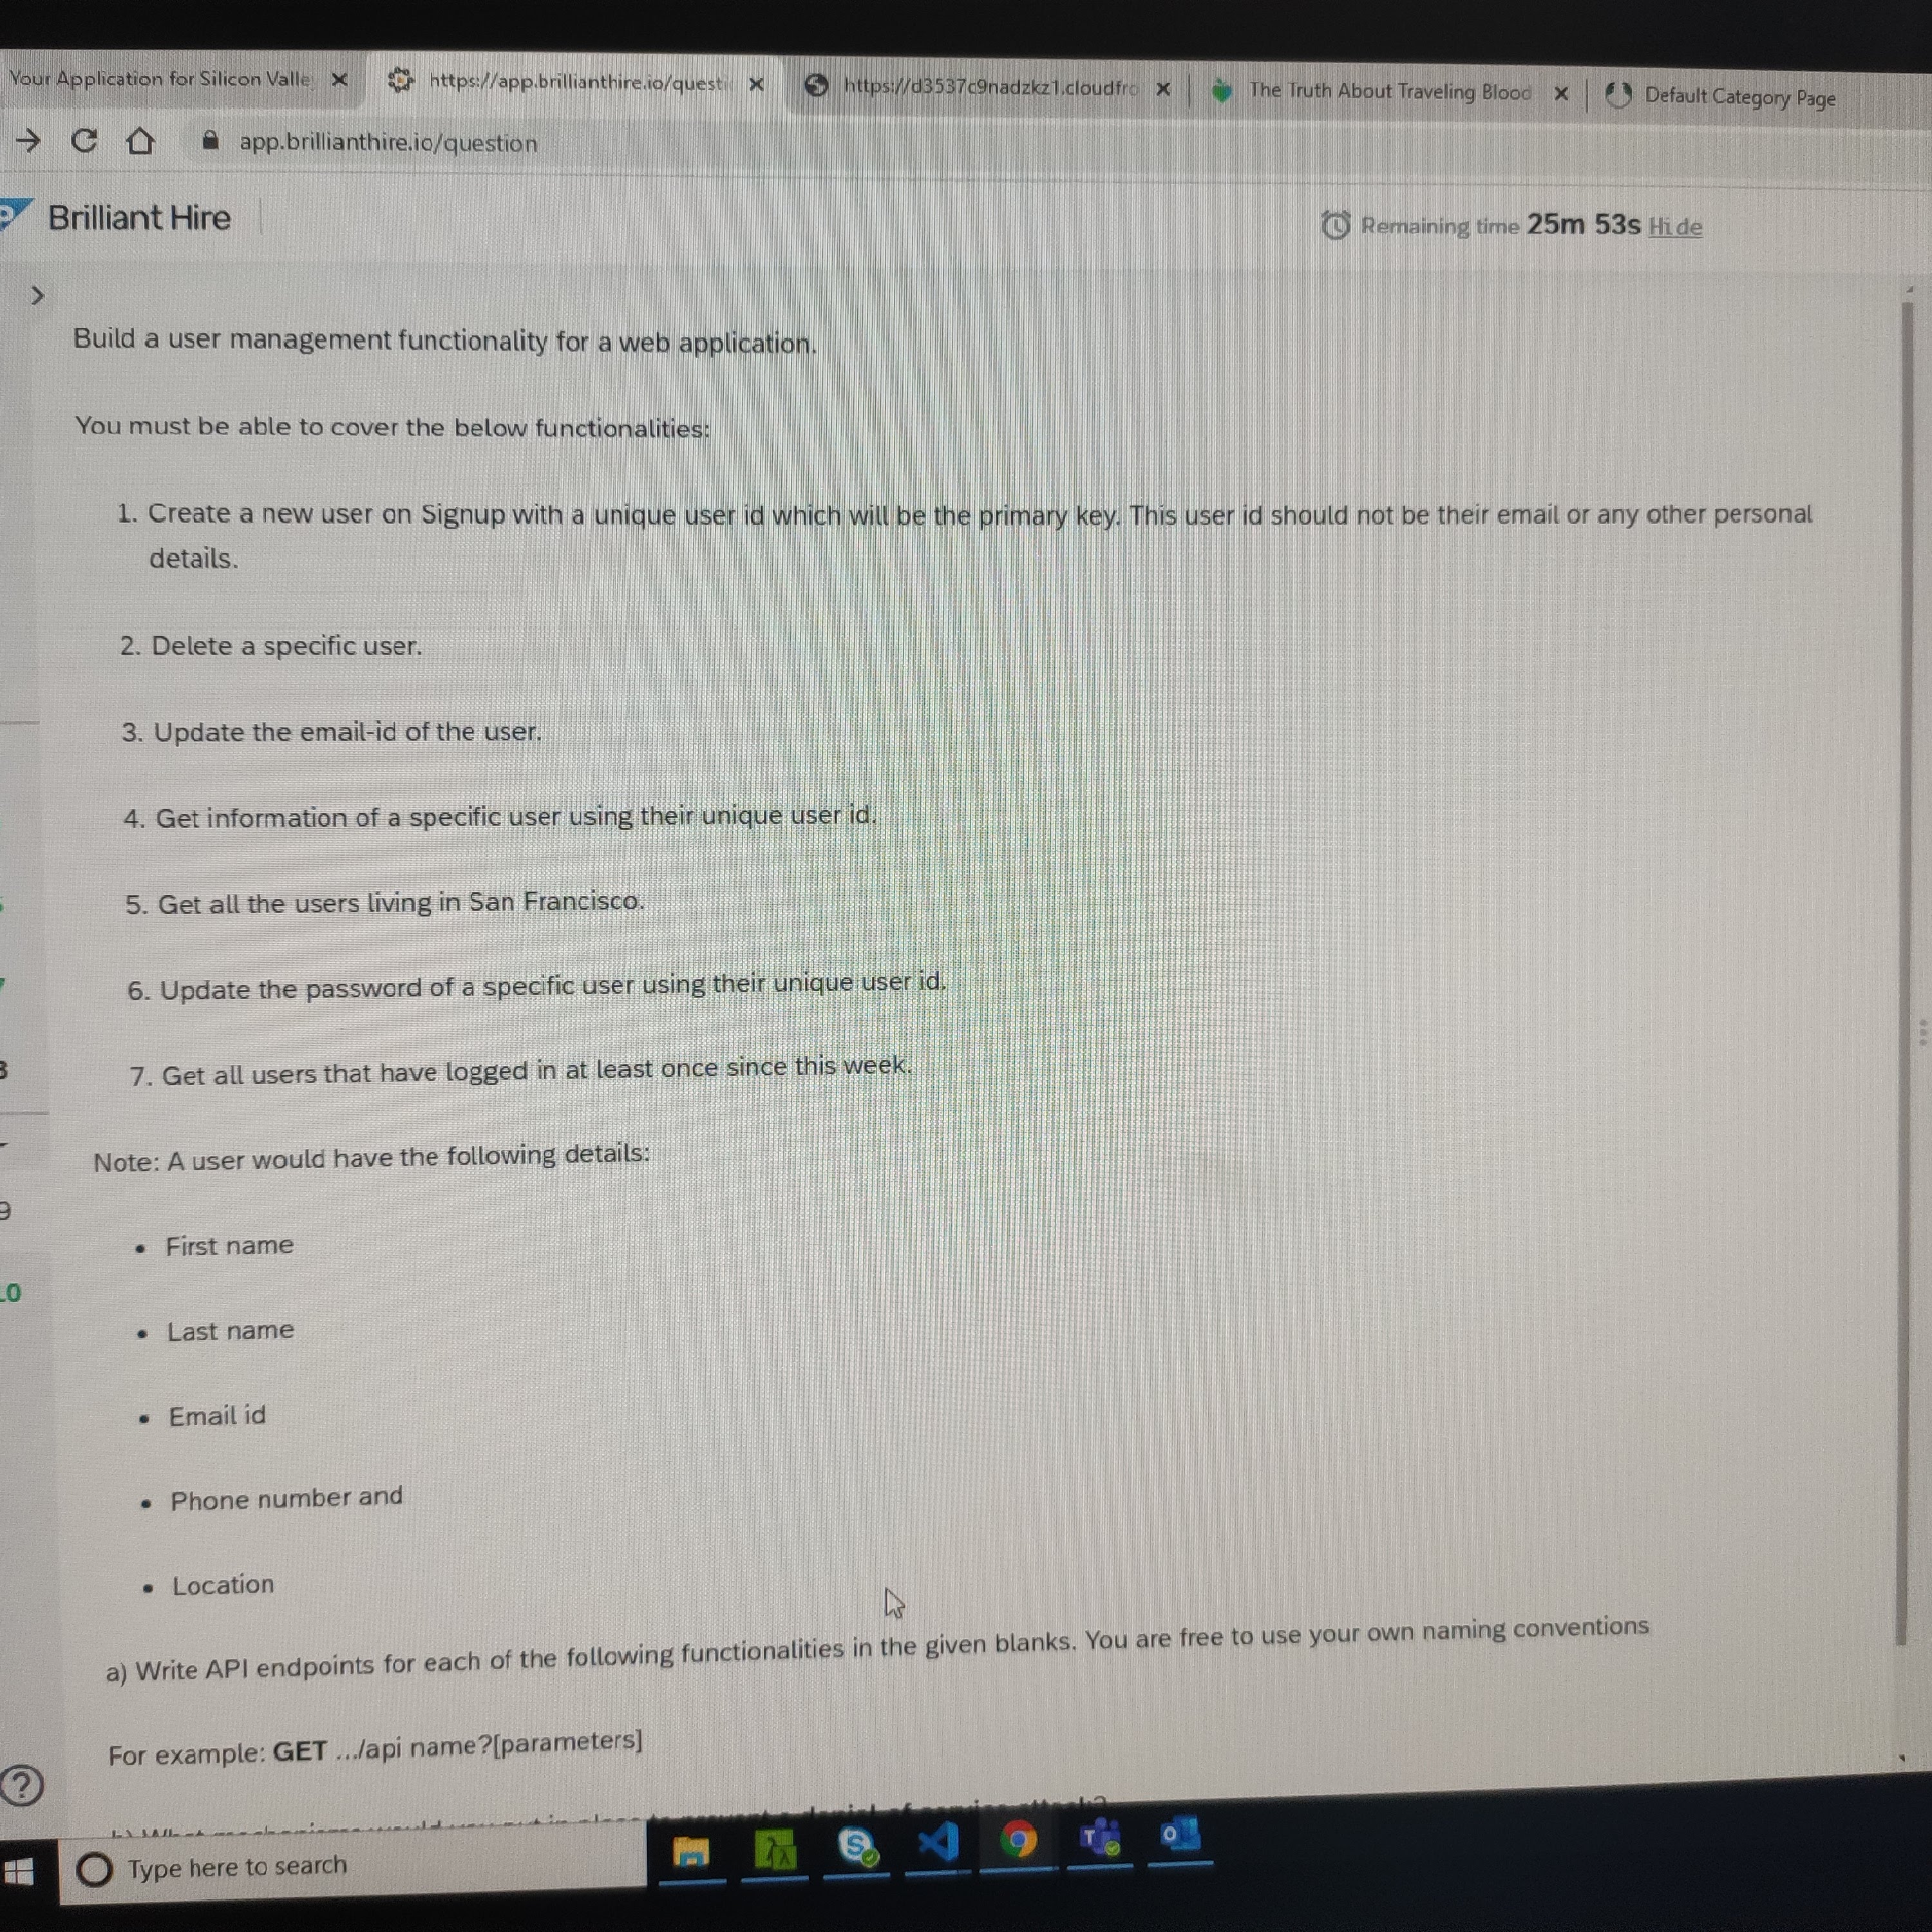 Your Application for Silicon Valle
https://app.brillianthire.io/questi
https://d3537c9nadzkz1.cloudfro
The Truth About Traveling Blood
Default Category Page
app.brillianthire.io/question
Brilliant Hire
Remaining time 25m 53s Hide
Build a user management functionality for a web application.
You must be able to cover the below functionalities:
1. Create a new user on Signup with a unique user id which will be the primary key. This user id should not be their email or any other personal
details.
2. Delete a specific user.
3. Update the email-id of the user.
4. Get information of a specific user using their unique user id.
5. Get all the users living in San Francisco.
6. Update the password of a specific user using their unique user id.
7. Get all users that have logged in at least once since this week.
Note: A user would have the following details:
9
• First name
10
• Last name
• Email id
• Phone number and
• Location
a) Write API endpoints for each of the following functionalities in the given blanks. You are free to use your own naming conventions
For example: GET .../api name?[parameters]
?
Type here to search